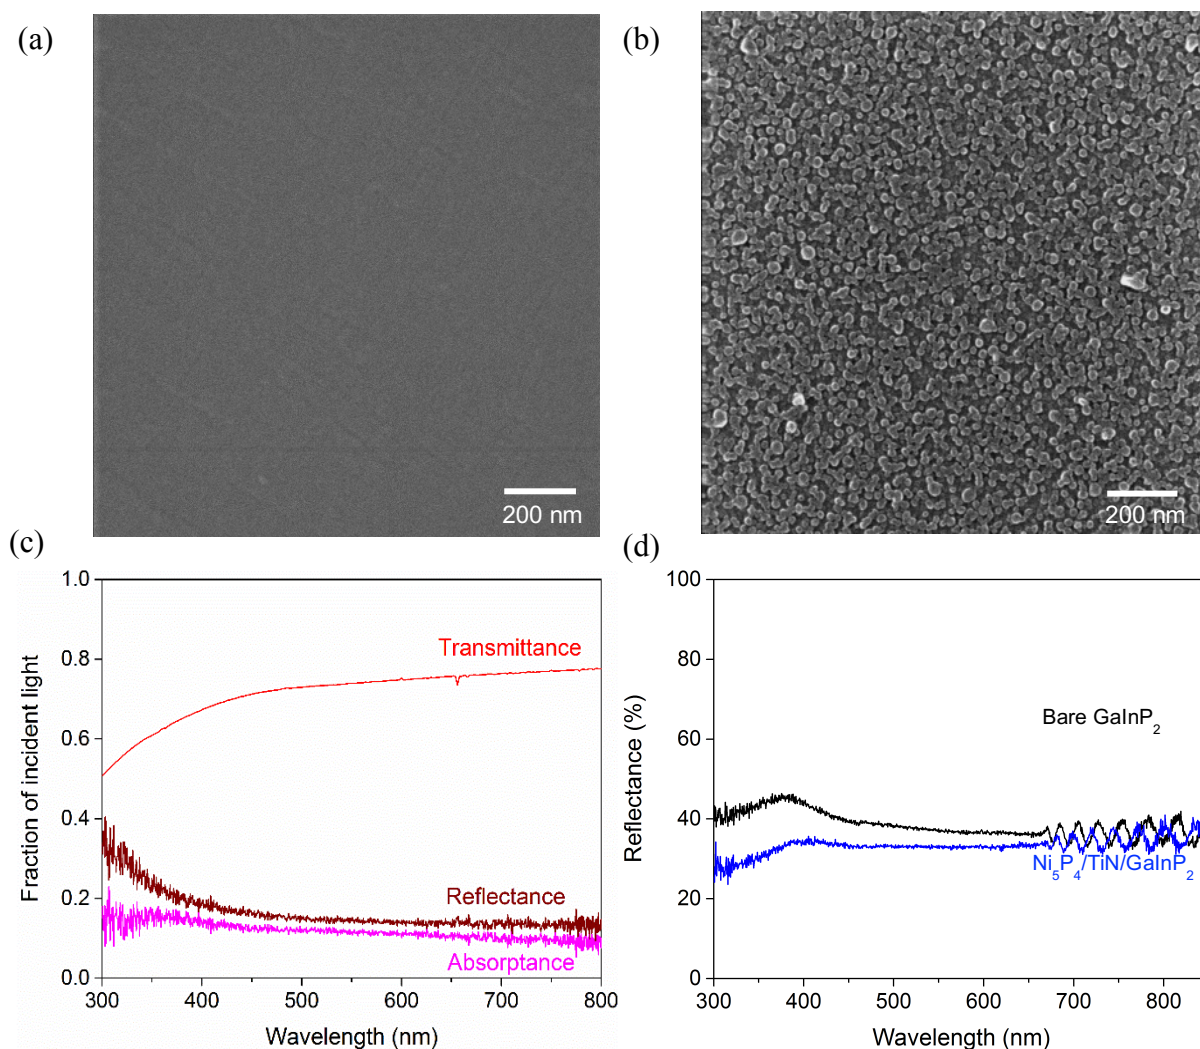 (a)
(b)
200 nm
200 nm
(c)
(d)
Fraction of incident light
1.0
0.8
0.6
0.4
0.2
0.0
Transmittance
Reflectance
Absorptance
300 400 500 600 700 800
Wavelength (nm)
Reflectance (%)
100
80
60
40
20
0
Bare GaInP₂
Ni₅P₄/TiN/GaInP₂
300 400 500 600 700 800
Wavelength (nm)